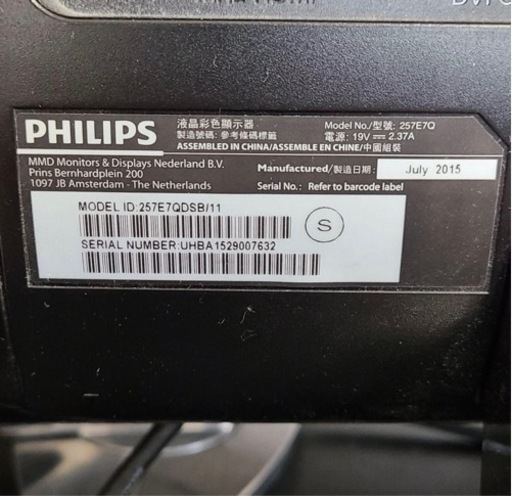 PHILIPS
液晶彩色顯示器
製造號碼: 參考條碼標籤
Model No./型號: 257E7Q
電源: 19V⎓ 2.37A
ASSEMBLED IN CHINA/ASSEMBLE EN CHINE/中國組裝
MMD Monitors & Displays Nederland B.V.
Prins Bernhardplein 200
1097 JB Amsterdam - The Netherlands
Manufactured/製造日期: July 2015
Serial No.: Refer to barcode label
MODEL ID:257E7QDSB/11
S
SERIAL NUMBER:UHBA1529007632